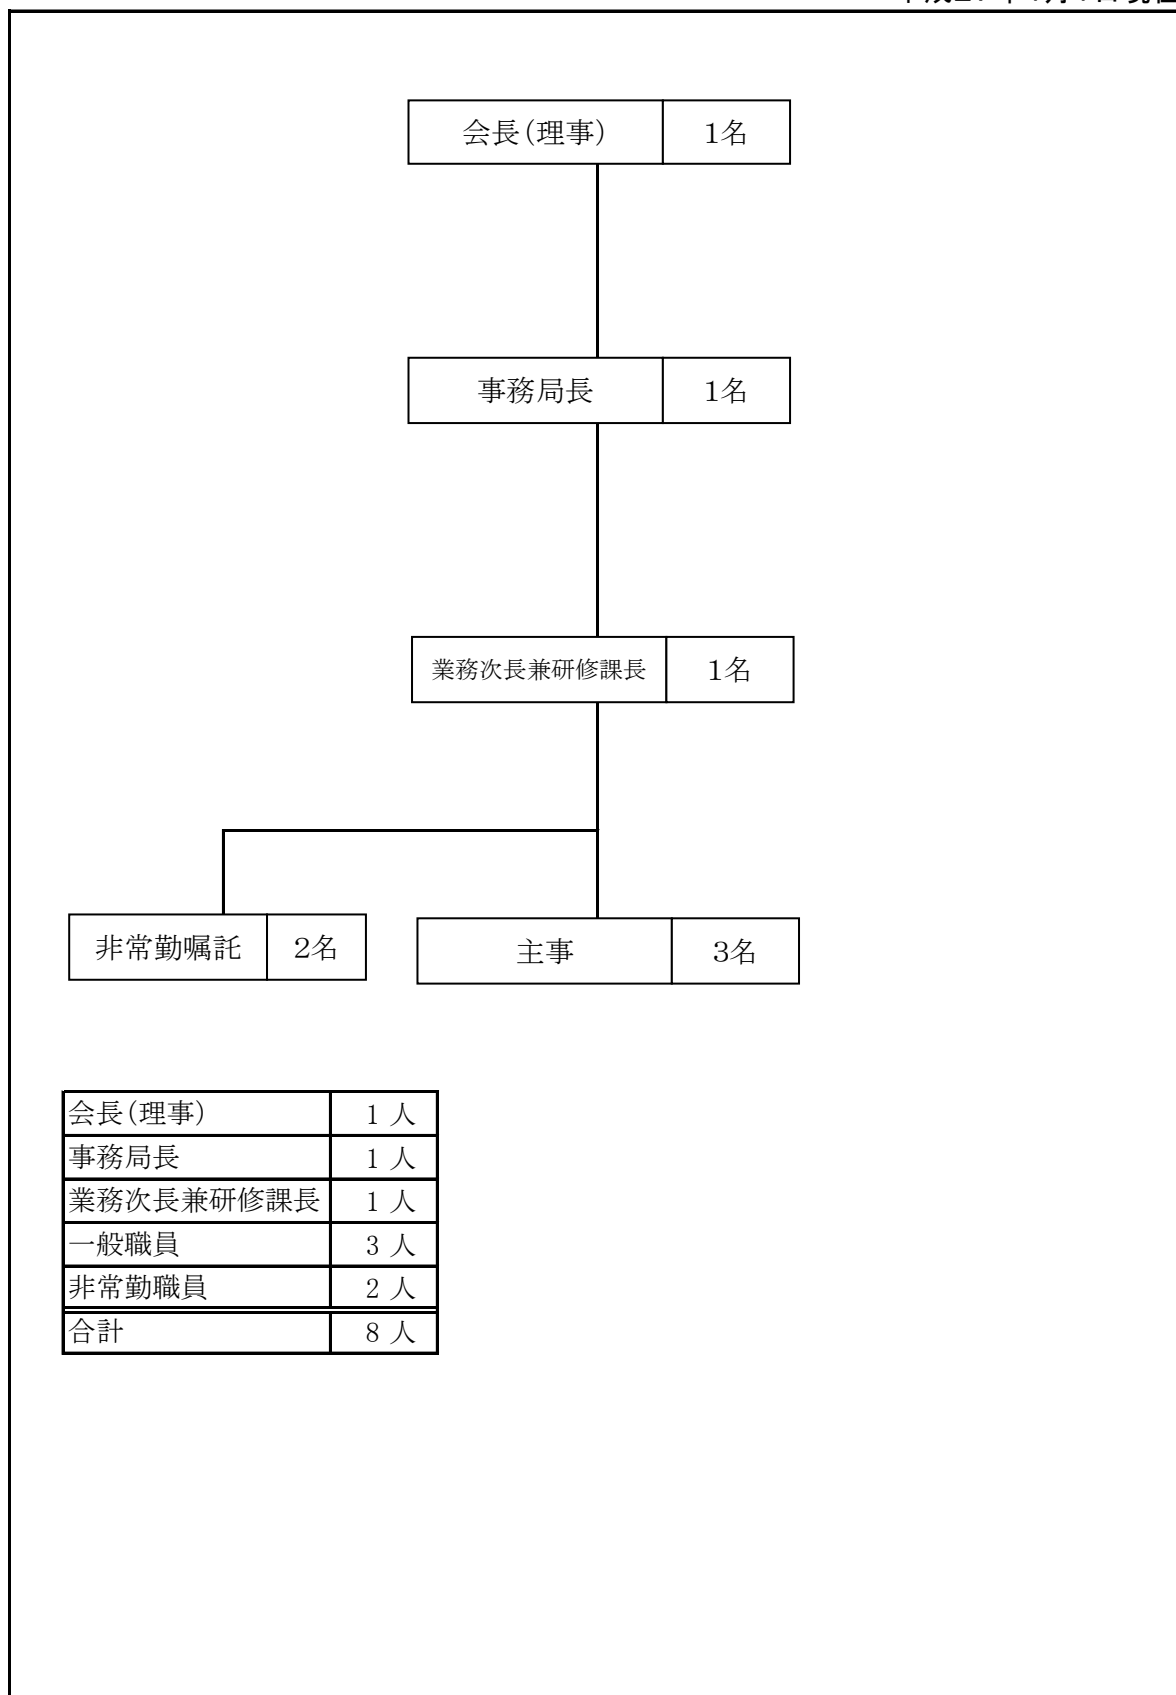 会長(理事) 1名
事務局長 1名
業務次長兼研修課長 1名
非常勤嘱託 2名 主事 3名
会長(理事) 1 人
事務局長 1 人
業務次長兼研修課長 1 人
一般職員 3 人
非常勤職員 2 人
合計 8 人